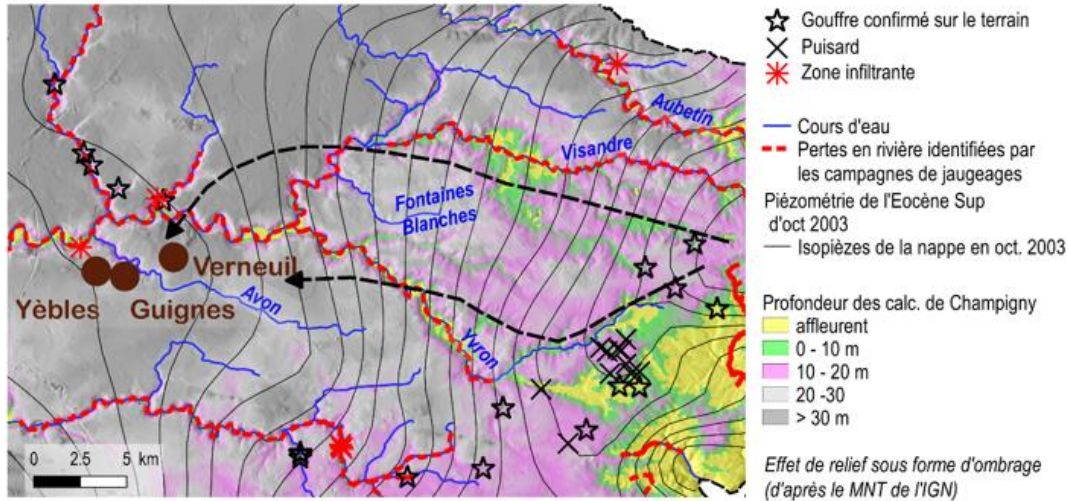 Aubetin
Visandre
Fontaines
Blanches
Verneuil
Yèbles
Guignes
Avon
Yvron
0 2.5 5 km
Gouffre confirmé sur le terrain
Puisard
Zone infiltrante
Cours d'eau
Pertes en rivière identifiées par
les campagnes de jaugeages
Piézométrie de l'Eocène Sup
d'oct 2003
Isopièzes de la nappe en oct. 2003
Profondeur des calc. de Champigny
affleurent
0 - 10 m
10 - 20 m
20 -30
> 30 m
Effet de relief sous forme d'ombrage
(d'après le MNT de l'IGN)